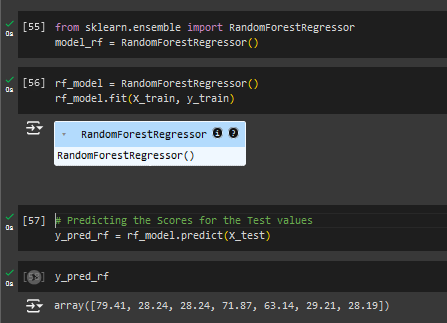 [55] from sklearn.ensemble import RandomForestRegressor
0s model_rf = RandomForestRegressor()
[56] rf_model = RandomForestRegressor()
0s rf_model.fit(X_train, y_train)
RandomForestRegressor i ?
RandomForestRegressor()
[57] # Predicting the Scores for the Test values
0s y_pred_rf = rf_model.predict(X_test)
[ ] y_pred_rf
0s
array([79.41, 28.24, 28.24, 71.87, 63.14, 29.21, 28.19])